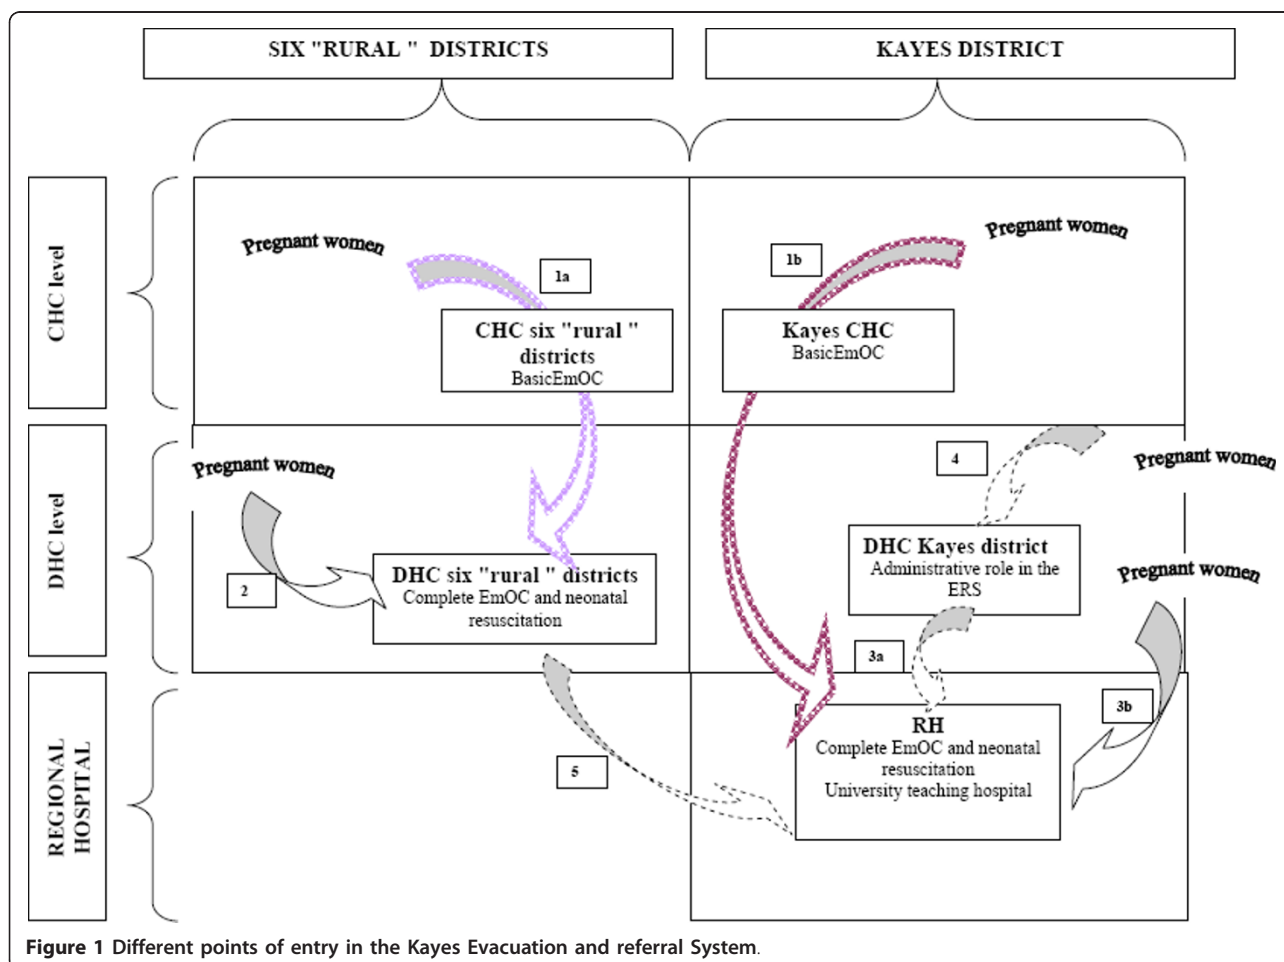 SIX "RURAL " DISTRICTS
KAYES DISTRICT
CHC level
Pregnant women
1a
CHC six "rural "
districts
BasicEmOC
1b
Pregnant women
Kayes CHC
BasicEmOC
DHC level
Pregnant women
2
DHC six "rural " districts
Complete EmOC and neonatal
resuscitation
4
Pregnant women
DHC Kayes district
Administrative role in the
ERS
Pregnant women
3a
3b
REGIONAL
HOSPITAL
5
RH
Complete EmOC and neonatal
resuscitation
University teaching hospital
Figure 1 Different points of entry in the Kayes Evacuation and referral System.